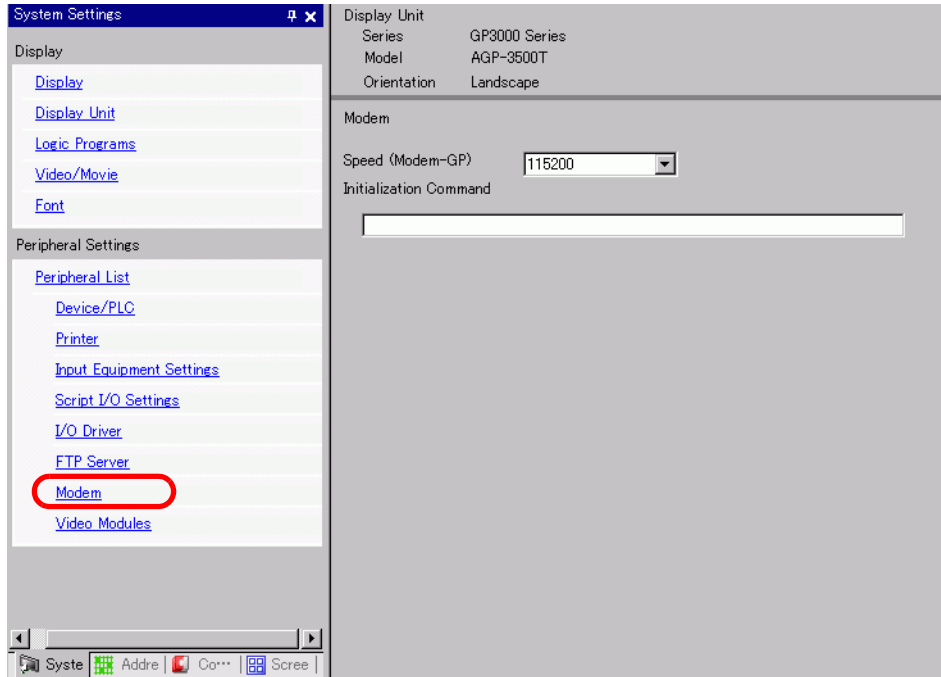 System Settings
Display
Display
Display Unit
Logic Programs
Video/Movie
Font
Peripheral Settings
Peripheral List
Device/PLC
Printer
Input Equipment Settings
Script I/O Settings
I/O Driver
FTP Server
Modem
Video Modules
Syste Addre Co··· Scree
Display Unit
Series GP3000 Series
Model AGP-3500T
Orientation Landscape
Modem
Speed (Modem-GP) 115200
Initialization Command